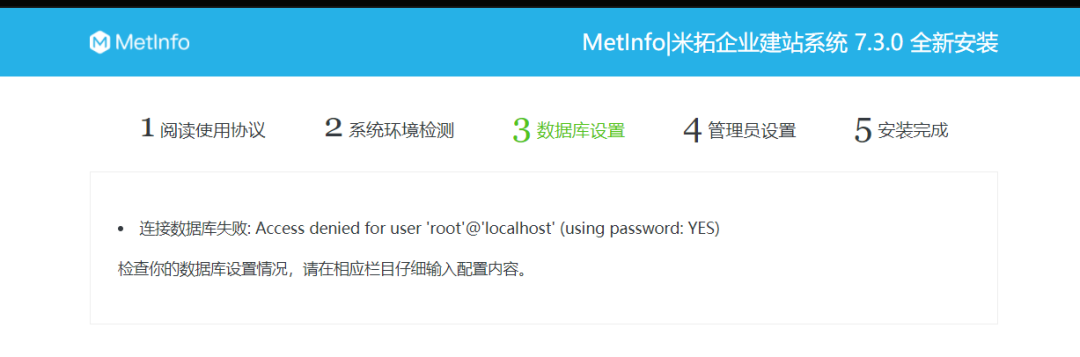 MetInfo
MetInfo|米拓企业建站系统 7.3.0 全新安装
1 阅读使用协议 2 系统环境检测 3 数据库设置 4 管理员设置 5 安装完成
• 连接数据库失败: Access denied for user 'root'@'localhost' (using password: YES)
检查你的数据库设置情况，请在相应栏目仔细输入配置内容。